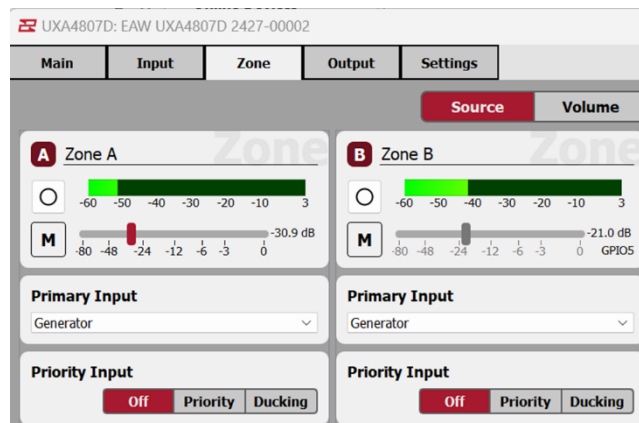 UXA4807D: EAW UXA4807D 2427-00002
Main Input Zone Output Settings
Source Volume
A Zone A Zone
-60 -50 -40 -30 -20 -10 3
M -30.9 dB
-80 -48 -24 -12 -6 -3 0
Primary Input
Generator
Priority Input
Off Priority Ducking
B Zone B Zone
-60 -50 -40 -30 -20 -10 3
M -21.0 dB
-80 -48 -24 -12 -6 -3 0 GPIO5
Primary Input
Generator
Priority Input
Off Priority Ducking